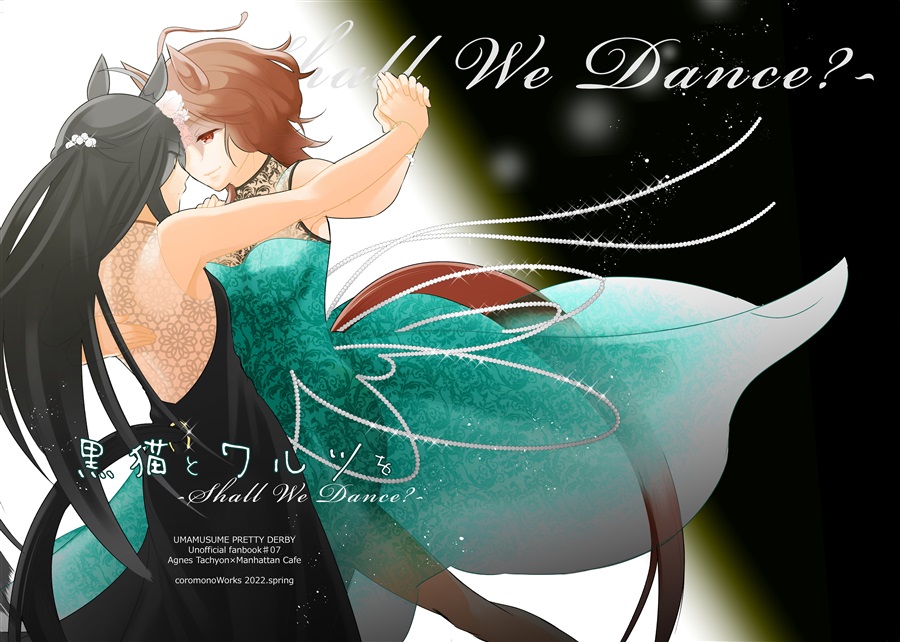 Shall We Dance?-
黒猫とワルツを
-Shall We Dance?-
UMAMUSUME PRETTY DERBY
Unofficial fanbook#07
Agnes Tachyon×Manhattan Cafe
coromonoWorks 2022.spring